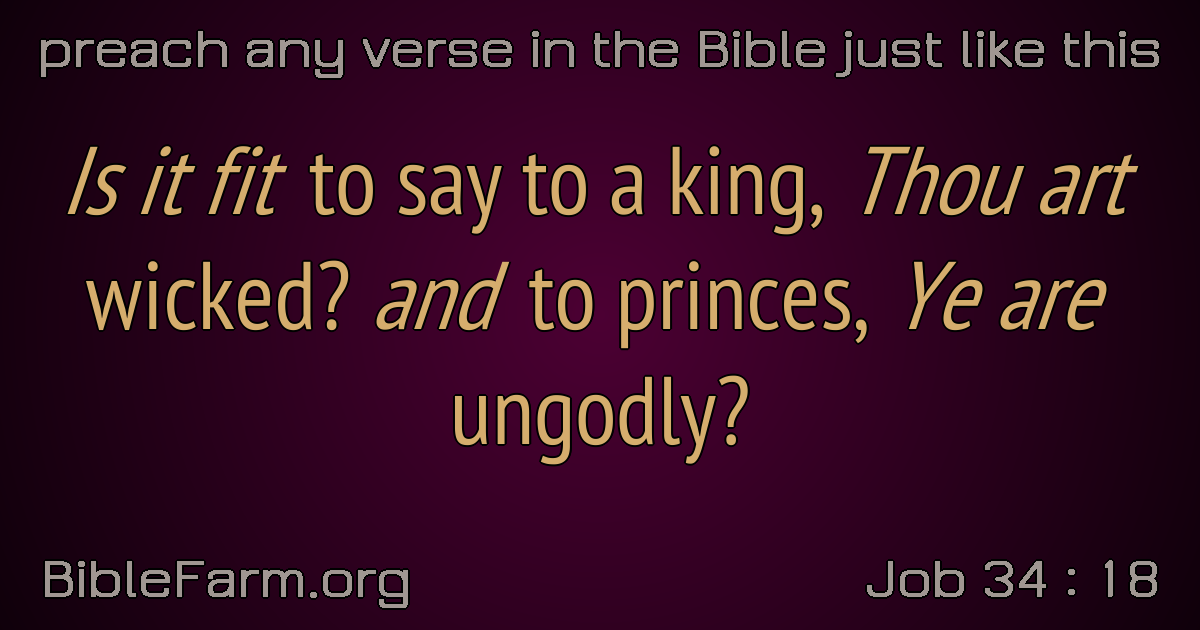 preach any verse in the Bible just like this
Is it fit to say to a king, Thou art
wicked? and to princes, Ye are
ungodly?
BibleFarm.org
Job 34 : 18